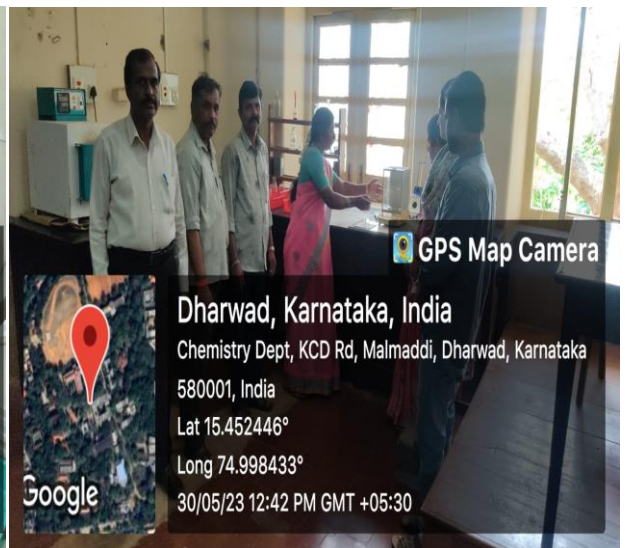 GPS Map Camera
Dharwad, Karnataka, India
Chemistry Dept, KCD Rd, Malmaddi, Dharwad, Karnataka
580001, India
Lat 15.452446°
Long 74.998433°
30/05/23 12:42 PM GMT +05:30
Google